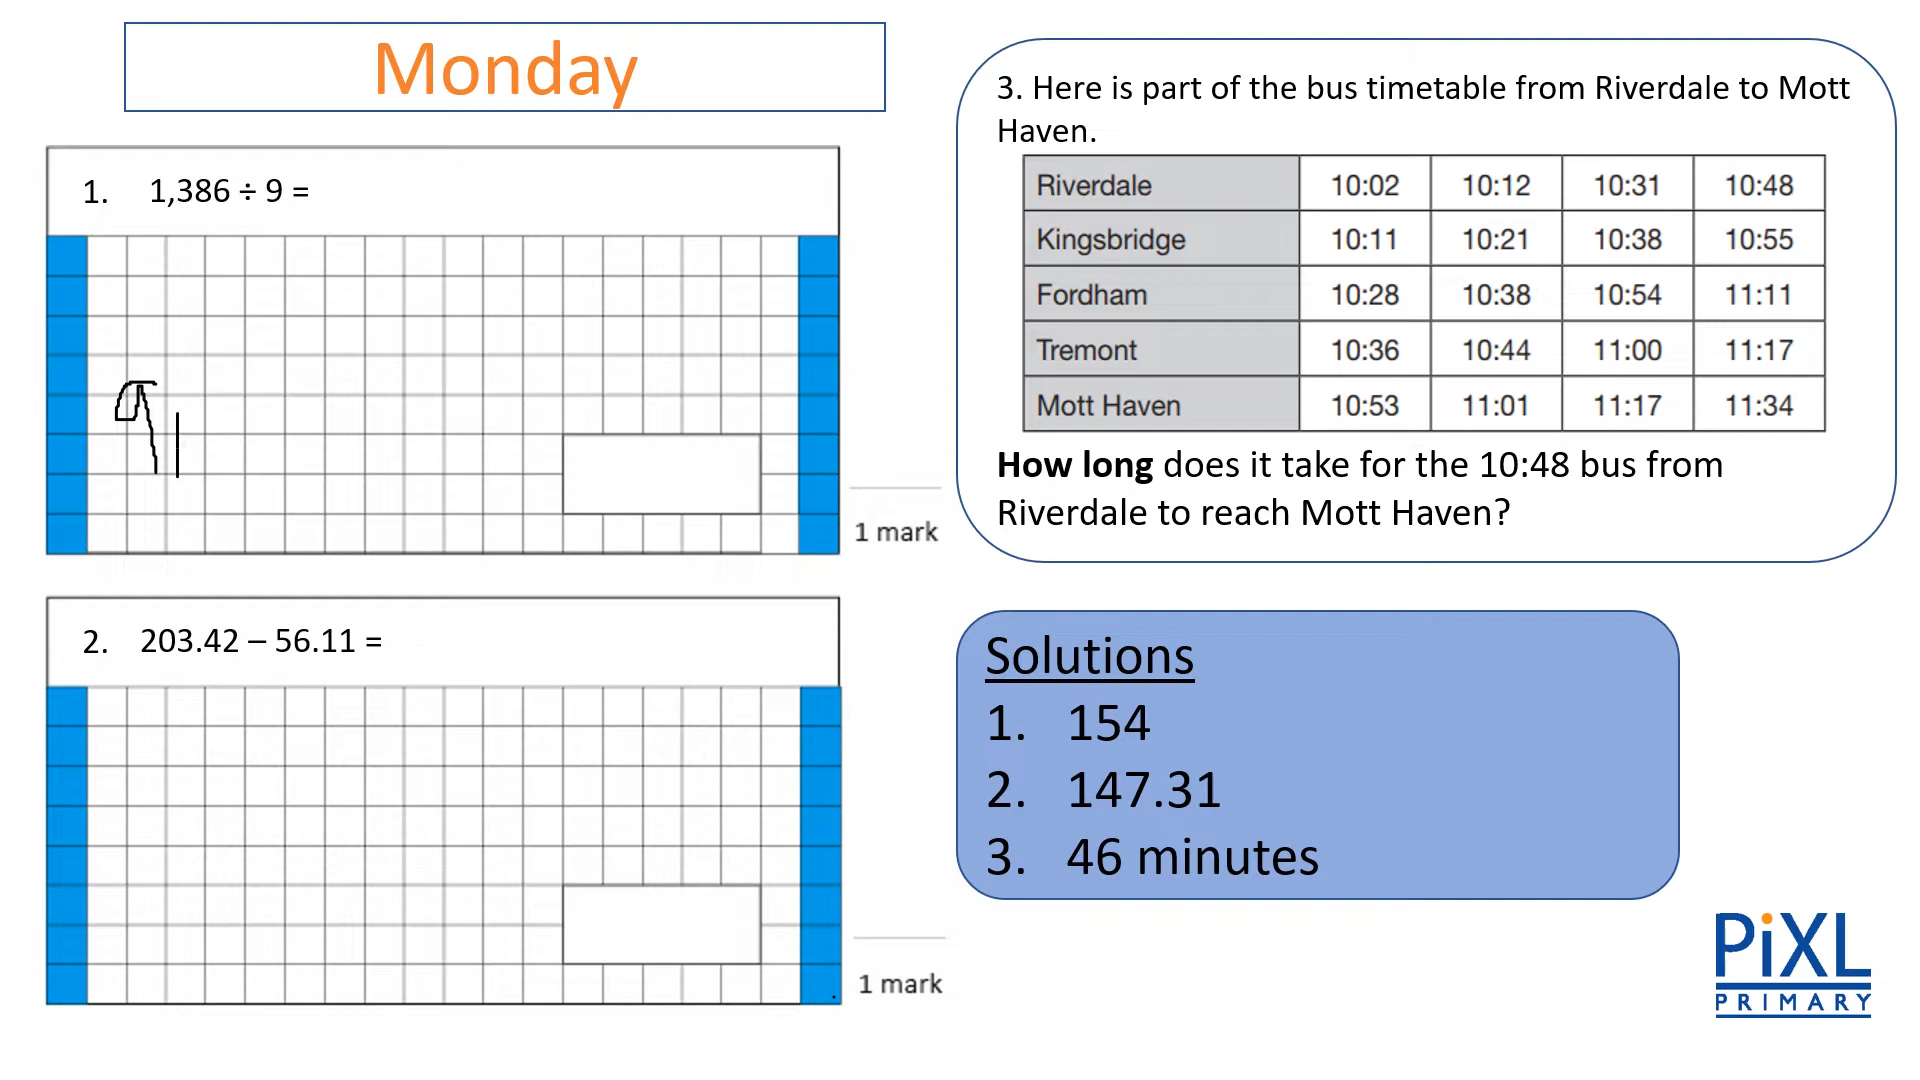 Monday
1. 1,386 ÷ 9 =
9
1 mark
2. 203.42 – 56.11 =
1 mark
3. Here is part of the bus timetable from Riverdale to Mott
Haven.
Riverdale 10:02 10:12 10:31 10:48
Kingsbridge 10:11 10:21 10:38 10:55
Fordham 10:28 10:38 10:54 11:11
Tremont 10:36 10:44 11:00 11:17
Mott Haven 10:53 11:01 11:17 11:34
How long does it take for the 10:48 bus from
Riverdale to reach Mott Haven?
Solutions
1. 154
2. 147.31
3. 46 minutes
PiXL
PRIMARY